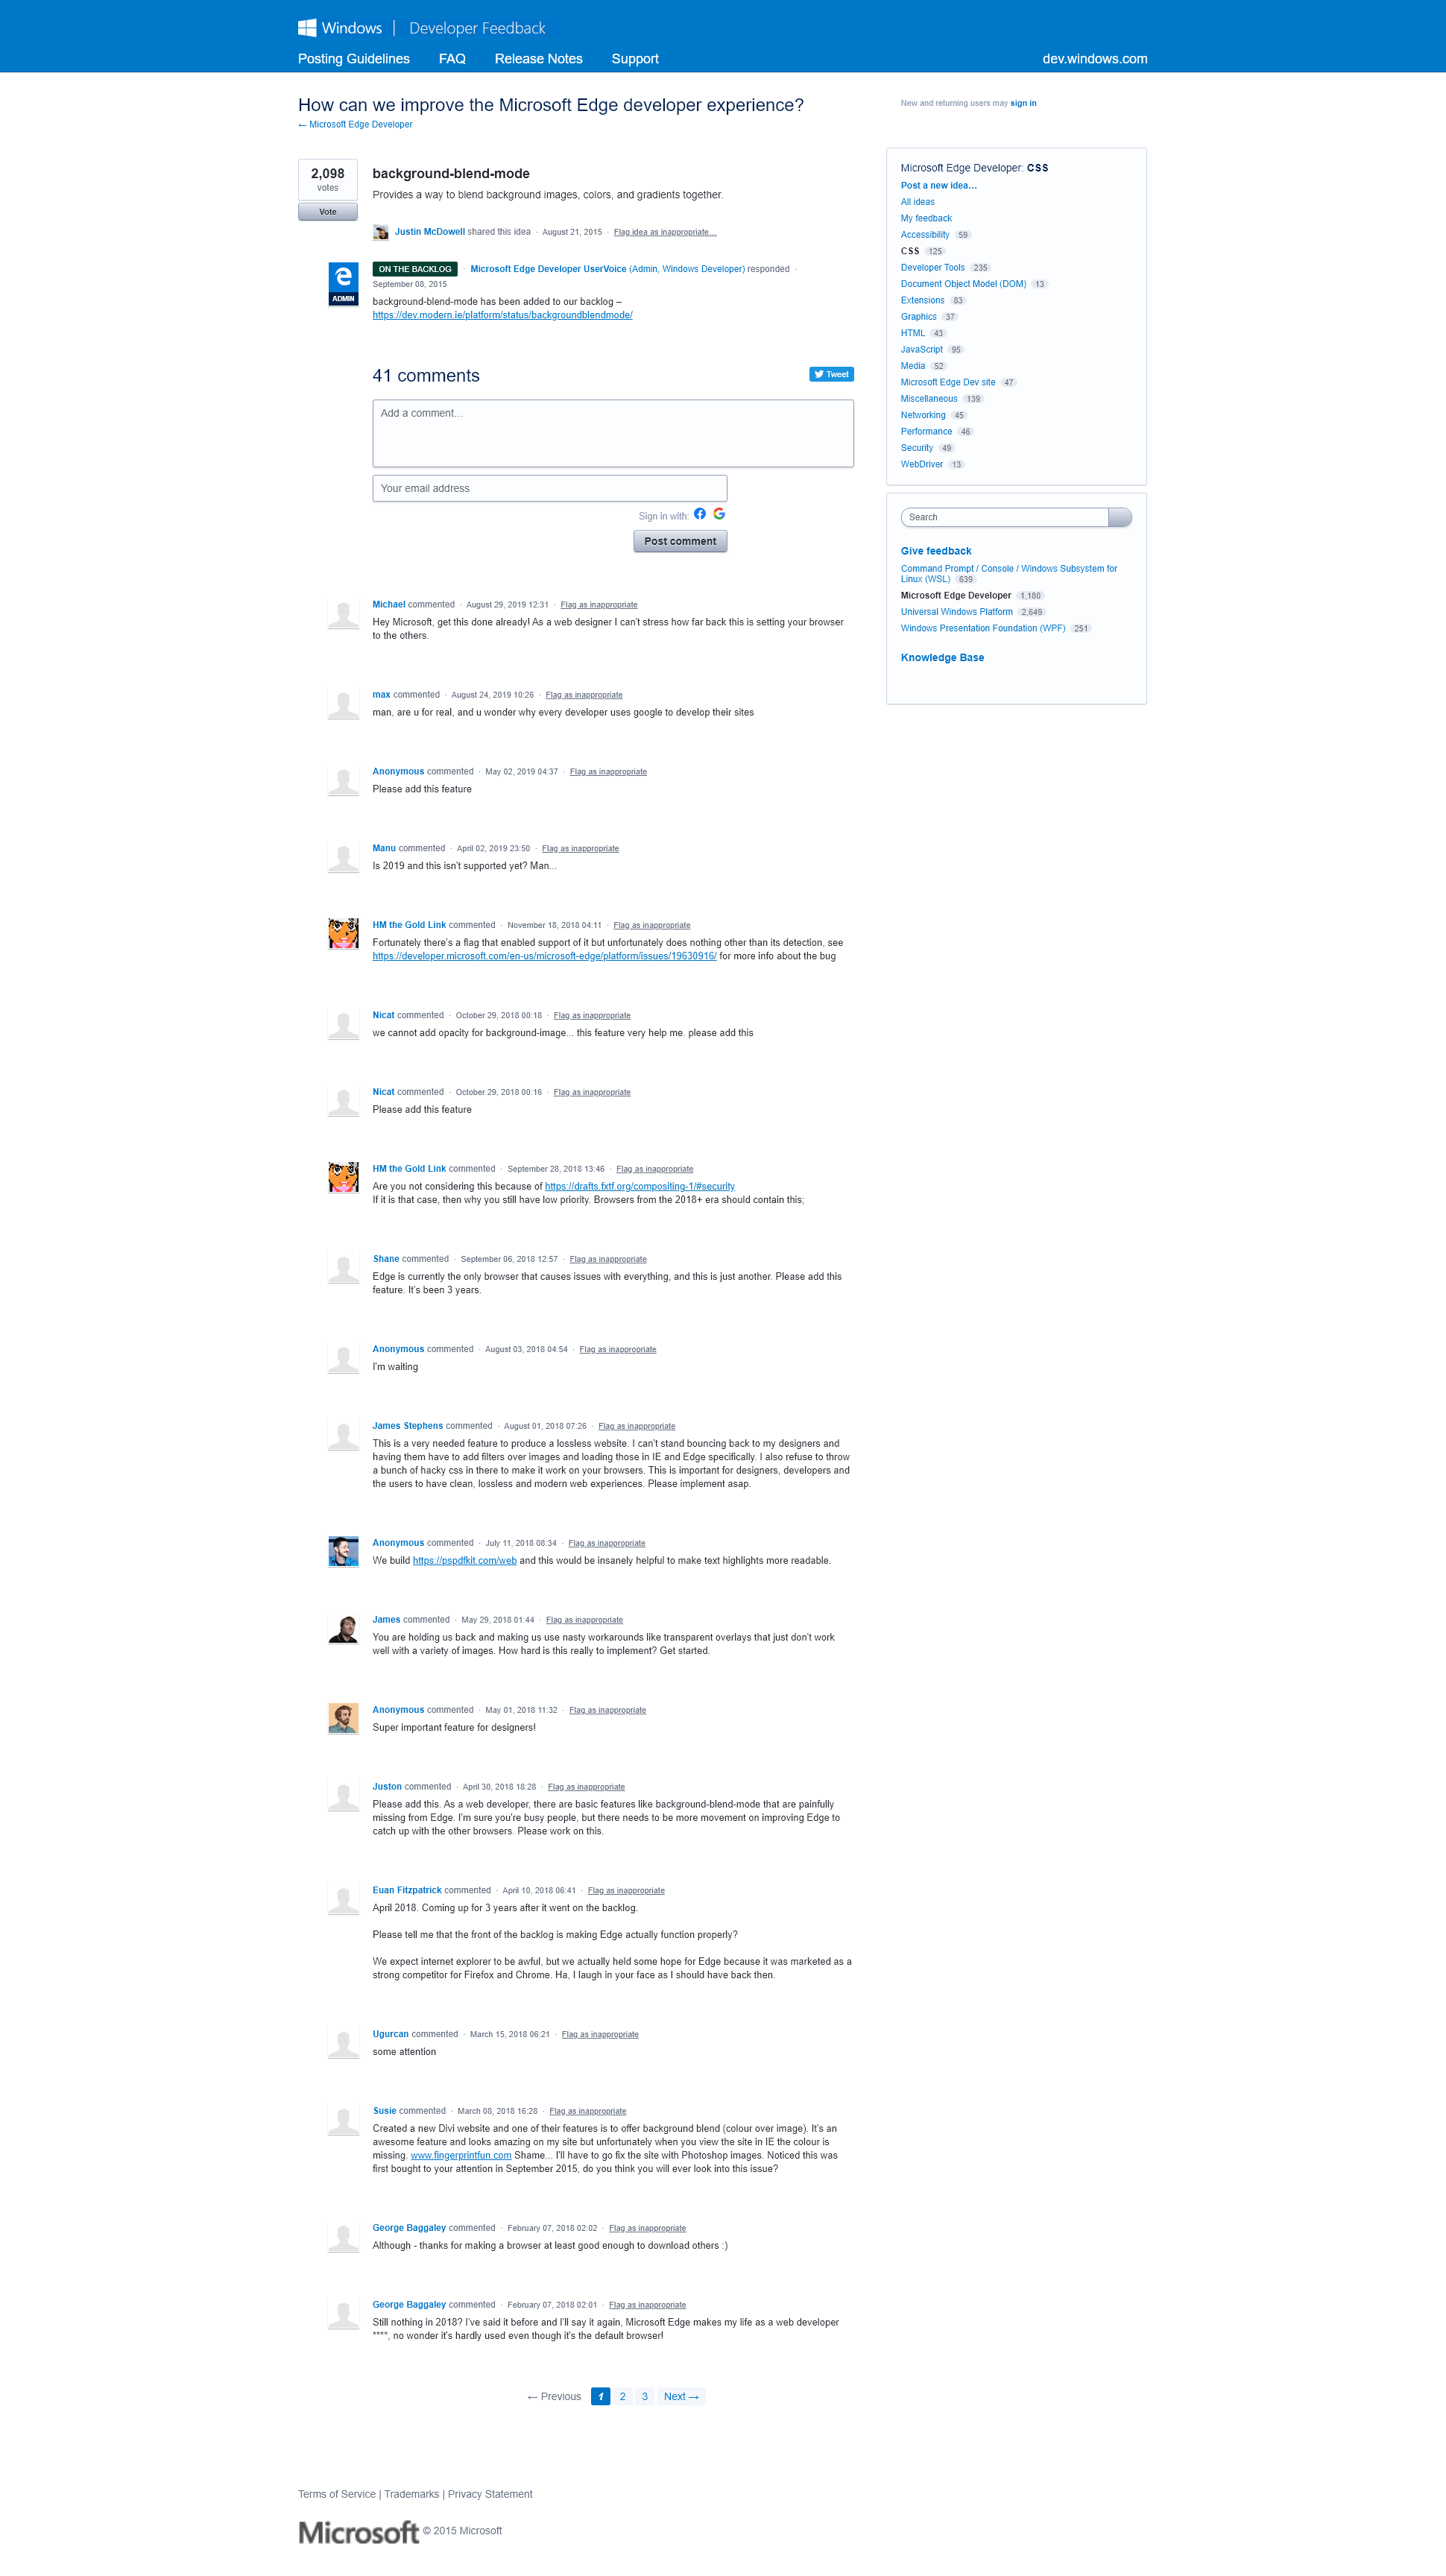 Windows | Developer Feedback
Posting Guidelines FAQ Release Notes Support dev.windows.com
How can we improve the Microsoft Edge developer experience?
← Microsoft Edge Developer
New and returning users may sign in
2,098
votes
Vote
background-blend-mode
Provides a way to blend background images, colors, and gradients together.
Justin McDowell shared this idea · August 21, 2015 · Flag idea as inappropriate…
ADMIN
ON THE BACKLOG · Microsoft Edge Developer UserVoice (Admin, Windows Developer) responded ·
September 08, 2015
background-blend-mode has been added to our backlog –
https://dev.modern.ie/platform/status/backgroundblendmode/
41 comments
Tweet
Add a comment…
Your email address
Sign in with:
Post comment
Michael commented · August 29, 2019 12:31 · Flag as inappropriate
Hey Microsoft, get this done already! As a web designer I can't stress how far back this is setting your browser
to the others.
max commented · August 24, 2019 10:26 · Flag as inappropriate
man, are u for real, and u wonder why every developer uses google to develop their sites
Anonymous commented · May 02, 2019 04:37 · Flag as inappropriate
Please add this feature
Manu commented · April 02, 2019 23:50 · Flag as inappropriate
Is 2019 and this isn't supported yet? Man...
HM the Gold Link commented · November 18, 2018 04:11 · Flag as inappropriate
Fortunately there's a flag that enabled support of it but unfortunately does nothing other than its detection, see
https://developer.microsoft.com/en-us/microsoft-edge/platform/issues/19630916/ for more info about the bug
Nicat commented · October 29, 2018 00:18 · Flag as inappropriate
we cannot add opacity for background-image... this feature very help me. please add this
Nicat commented · October 29, 2018 00:16 · Flag as inappropriate
Please add this feature
HM the Gold Link commented · September 28, 2018 13:46 · Flag as inappropriate
Are you not considering this because of https://drafts.fxtf.org/compositing-1/#security
If it is that case, then why you still have low priority. Browsers from the 2018+ era should contain this;
Shane commented · September 06, 2018 12:57 · Flag as inappropriate
Edge is currently the only browser that causes issues with everything, and this is just another. Please add this
feature. It's been 3 years.
Anonymous commented · August 03, 2018 04:54 · Flag as inappropriate
I'm waiting
James Stephens commented · August 01, 2018 07:26 · Flag as inappropriate
This is a very needed feature to produce a lossless website. I can't stand bouncing back to my designers and
having them have to add filters over images and loading those in IE and Edge specifically. I also refuse to throw
a bunch of hacky css in there to make it work on your browsers. This is important for designers, developers and
the users to have clean, lossless and modern web experiences. Please implement asap.
Anonymous commented · July 11, 2018 08:34 · Flag as inappropriate
We build https://pspdfkit.com/web and this would be insanely helpful to make text highlights more readable.
James commented · May 29, 2018 01:44 · Flag as inappropriate
You are holding us back and making us use nasty workarounds like transparent overlays that just don't work
well with a variety of images. How hard is this really to implement? Get started.
Anonymous commented · May 01, 2018 11:32 · Flag as inappropriate
Super important feature for designers!
Juston commented · April 30, 2018 18:28 · Flag as inappropriate
Please add this. As a web developer, there are basic features like background-blend-mode that are painfully
missing from Edge. I'm sure you're busy people, but there needs to be more movement on improving Edge to
catch up with the other browsers. Please work on this.
Euan Fitzpatrick commented · April 10, 2018 06:41 · Flag as inappropriate
April 2018. Coming up for 3 years after it went on the backlog.
Please tell me that the front of the backlog is making Edge actually function properly?
We expect internet explorer to be awful, but we actually held some hope for Edge because it was marketed as a
strong competitor for Firefox and Chrome. Ha, I laugh in your face as I should have back then.
Ugurcan commented · March 15, 2018 06:21 · Flag as inappropriate
some attention
Susie commented · March 08, 2018 16:28 · Flag as inappropriate
Created a new Divi website and one of their features is to offer background blend (colour over image). It's an
awesome feature and looks amazing on my site but unfortunately when you view the site in IE the colour is
missing. www.fingerprintfun.com Shame... I'll have to go fix the site with Photoshop images. Noticed this was
first bought to your attention in September 2015, do you think you will ever look into this issue?
George Baggaley commented · February 07, 2018 02:02 · Flag as inappropriate
Although - thanks for making a browser at least good enough to download others :)
George Baggaley commented · February 07, 2018 02:01 · Flag as inappropriate
Still nothing in 2018? I've said it before and I'll say it again, Microsoft Edge makes my life as a web developer
****, no wonder it's hardly used even though it's the default browser!
← Previous 1 2 3 Next →
Microsoft Edge Developer: CSS
Post a new idea…
All ideas
My feedback
Accessibility 59
CSS 125
Developer Tools 235
Document Object Model (DOM) 13
Extensions 83
Graphics 37
HTML 43
JavaScript 95
Media 52
Microsoft Edge Dev site 47
Miscellaneous 139
Networking 45
Performance 46
Security 49
WebDriver 13
Search
Give feedback
Command Prompt / Console / Windows Subsystem for
Linux (WSL) 639
Microsoft Edge Developer 1,180
Universal Windows Platform 2,649
Windows Presentation Foundation (WPF) 251
Knowledge Base
Terms of Service | Trademarks | Privacy Statement
Microsoft © 2015 Microsoft